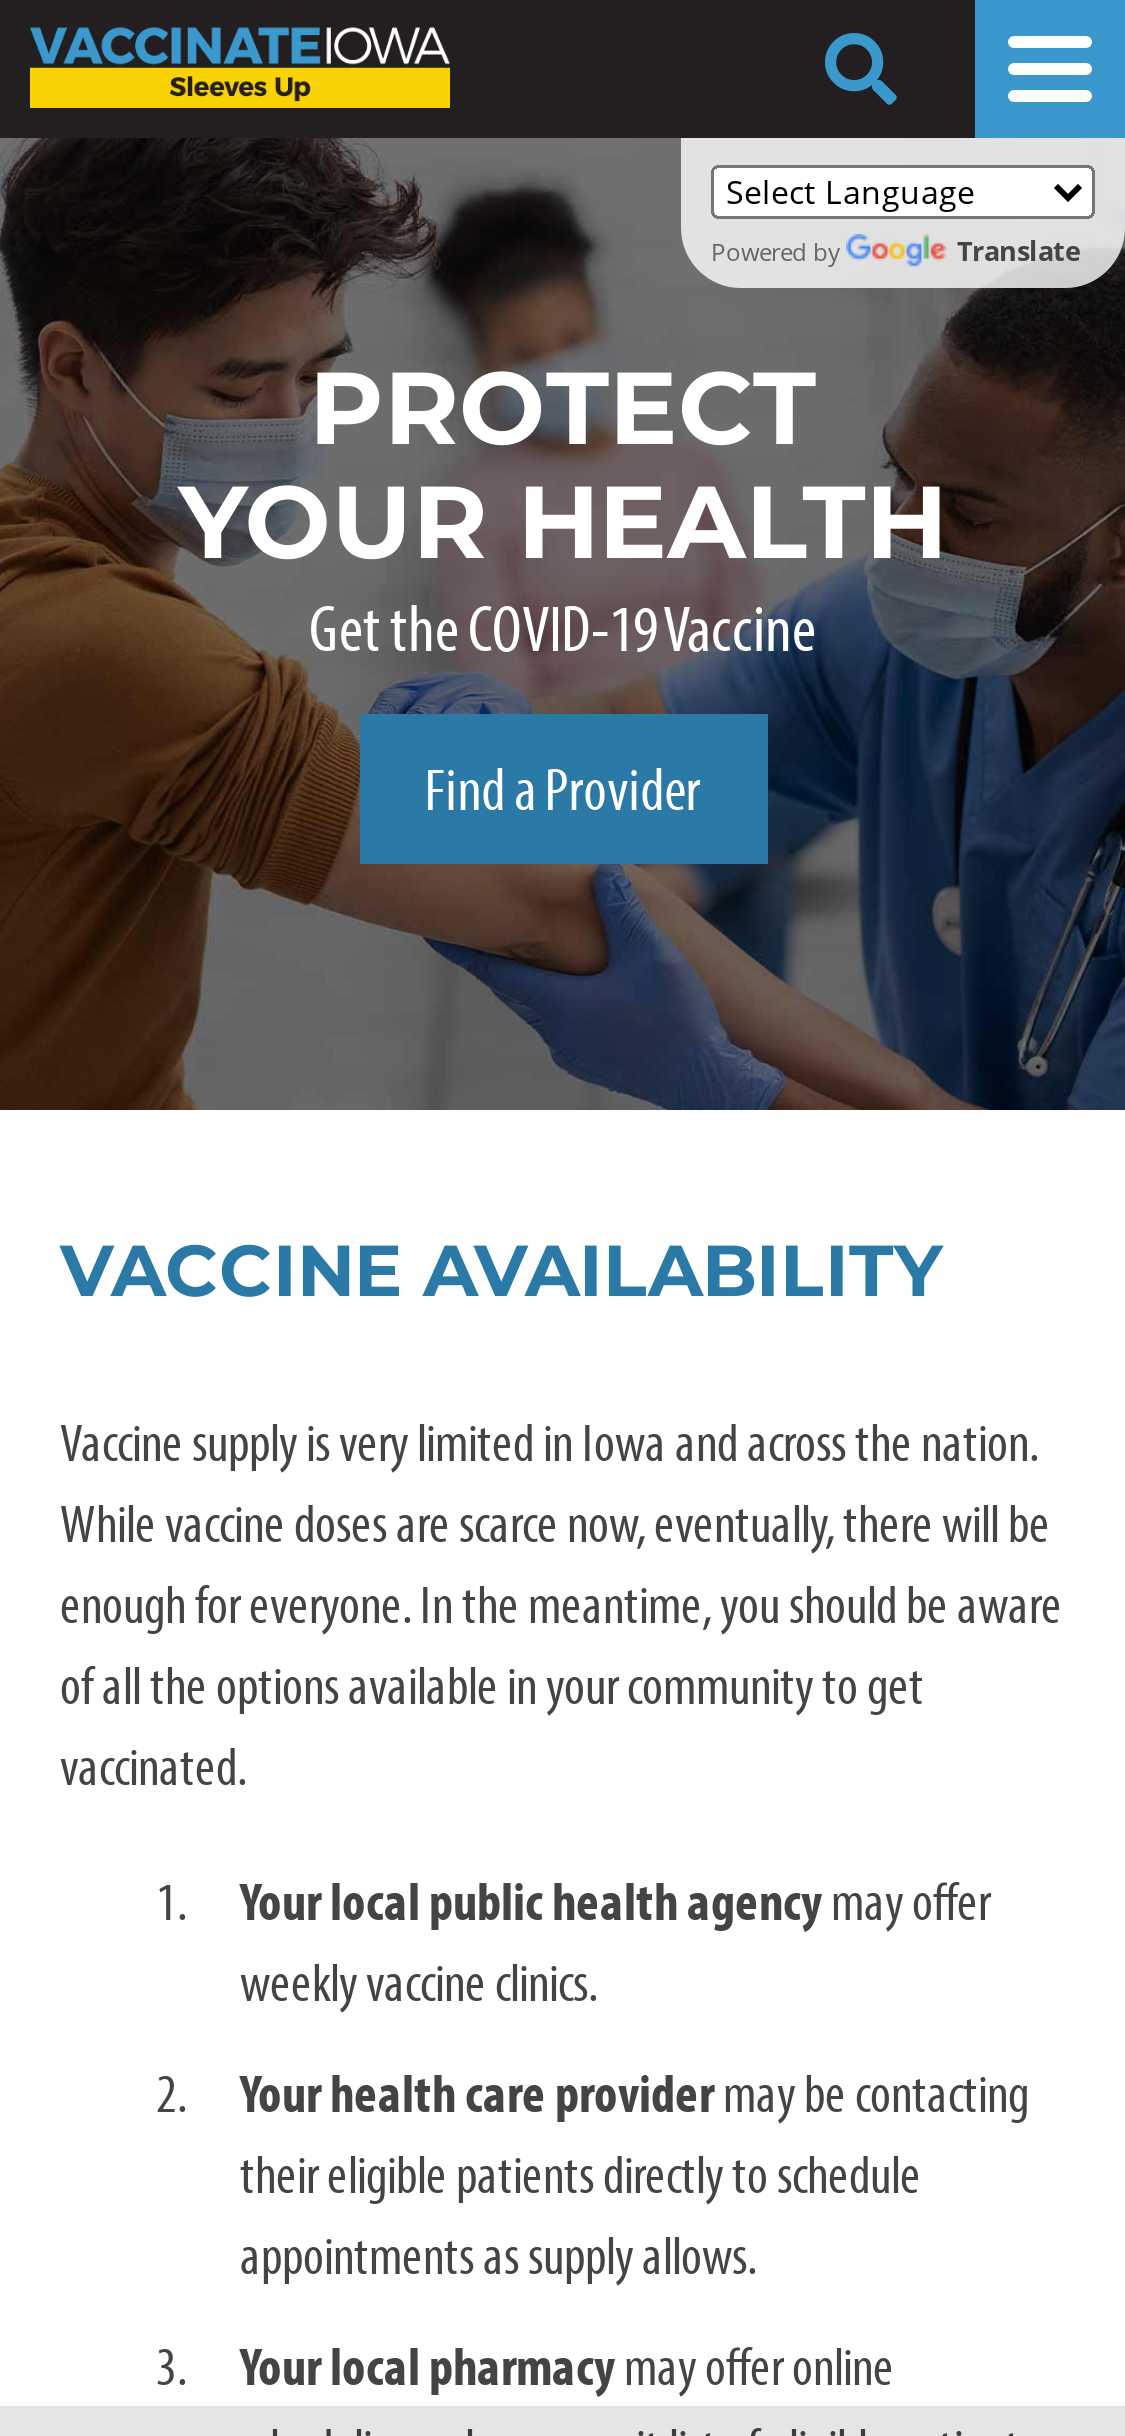 VACCINATEIOWA
Sleeves Up
Select Language
Powered by Google Translate
PROTECT
YOUR HEALTH
Get the COVID-19 Vaccine
Find a Provider
VACCINE AVAILABILITY
Vaccine supply is very limited in Iowa and across the nation.
While vaccine doses are scarce now, eventually, there will be
enough for everyone. In the meantime, you should be aware
of all the options available in your community to get
vaccinated.
1. Your local public health agency may offer
weekly vaccine clinics.
2. Your health care provider may be contacting
their eligible patients directly to schedule
appointments as supply allows.
3. Your local pharmacy may offer online